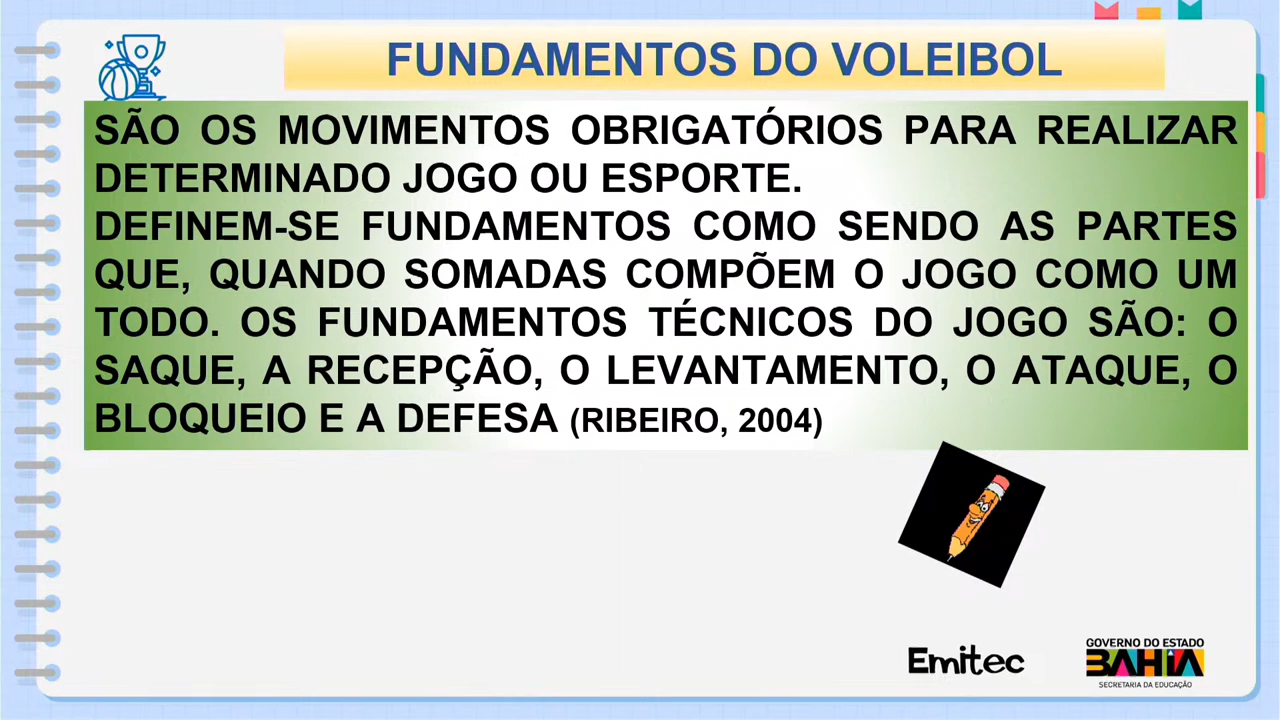 FUNDAMENTOS DO VOLEIBOL
SÃO OS MOVIMENTOS OBRIGATÓRIOS PARA REALIZAR
DETERMINADO JOGO OU ESPORTE.
DEFINEM-SE FUNDAMENTOS COMO SENDO AS PARTES
QUE, QUANDO SOMADAS COMPÕEM O JOGO COMO UM
TODO. OS FUNDAMENTOS TÉCNICOS DO JOGO SÃO: O
SAQUE, A RECEPÇÃO, O LEVANTAMENTO, O ATAQUE, O
BLOQUEIO E A DEFESA (RIBEIRO, 2004)
Emitec
GOVERNO DO ESTADO
BAHIA
SECRETARIA DA EDUCAÇÃO